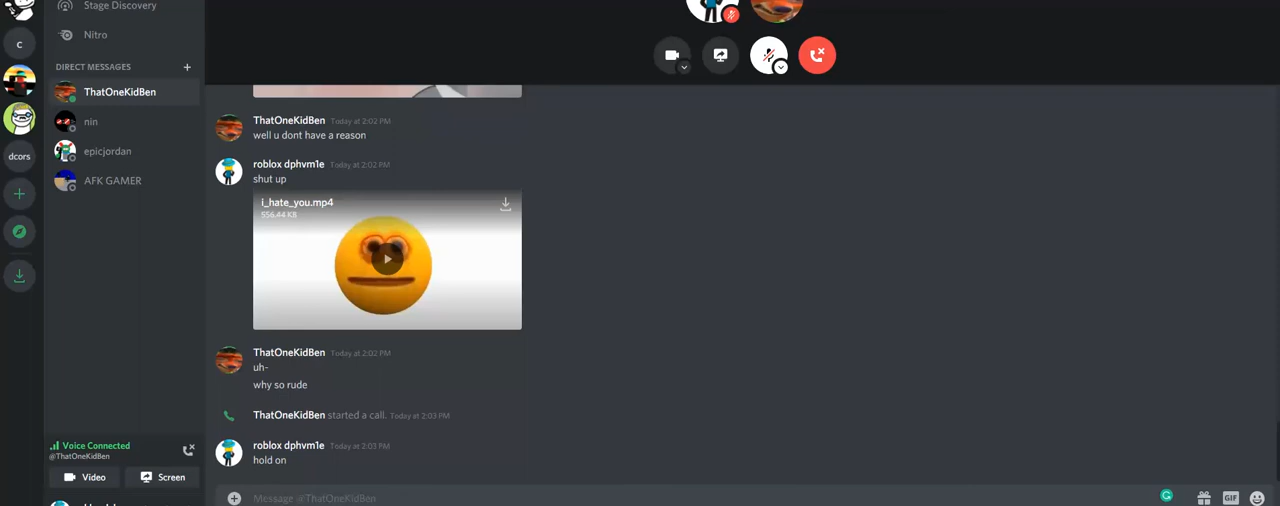 Stage Discovery
Nitro
C
DIRECT MESSAGES +
ThatOneKidBen
nin
epicjordan
AFK GAMER
dcors
ThatOneKidBen Today at 2:02 PM
well u dont have a reason
roblox dphvm1e Today at 2:02 PM
shut up
i_hate_you.mp4
556.44 KB
ThatOneKidBen Today at 2:02 PM
uh-
why so rude
ThatOneKidBen started a call. Today at 2:03 PM
roblox dphvm1e Today at 2:03 PM
hold on
Voice Connected
@ThatOneKidBen
Video
Screen
Message @ThatOneKidBen
GIF